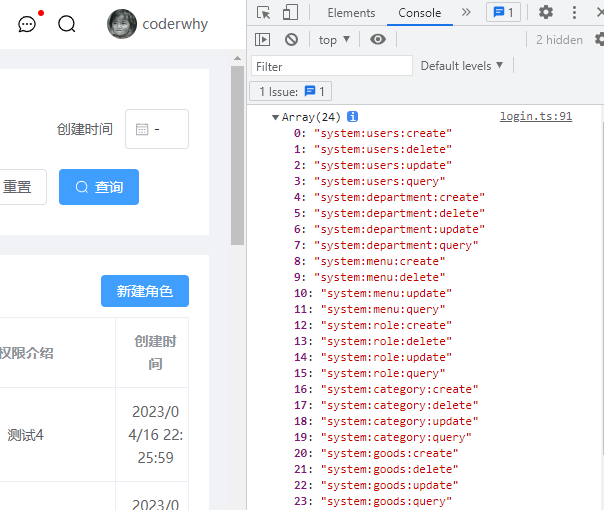 coderwhy
创建时间
-
重置
查询
新建角色
权限介绍
创建时
间
测试4
2023/0
4/16 22:
25:59
2023/0
Elements
Console
»
1
top
2 hidden
Filter
Default levels
1 Issue:
1
Array(24)
login.ts:91
0: "system:users:create"
1: "system:users:delete"
2: "system:users:update"
3: "system:users:query"
4: "system:department:create"
5: "system:department:delete"
6: "system:department:update"
7: "system:department:query"
8: "system:menu:create"
9: "system:menu:delete"
10: "system:menu:update"
11: "system:menu:query"
12: "system:role:create"
13: "system:role:delete"
14: "system:role:update"
15: "system:role:query"
16: "system:category:create"
17: "system:category:delete"
18: "system:category:update"
19: "system:category:query"
20: "system:goods:create"
21: "system:goods:delete"
22: "system:goods:update"
23: "system:goods:query"